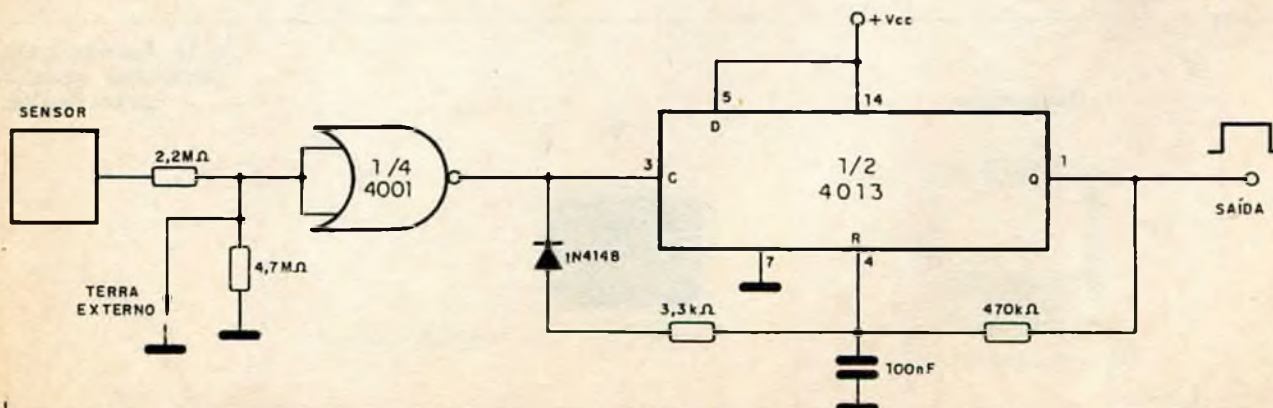 + Vcc
5
14
D
SENSOR
2,2MΩ
1/4
4001
3
C
1/2
4013
Q
1
SAÍDA
R
4
7
1N4148
4,7MΩ
TERRA
EXTERNO
3,3kΩ
470kΩ
100nF